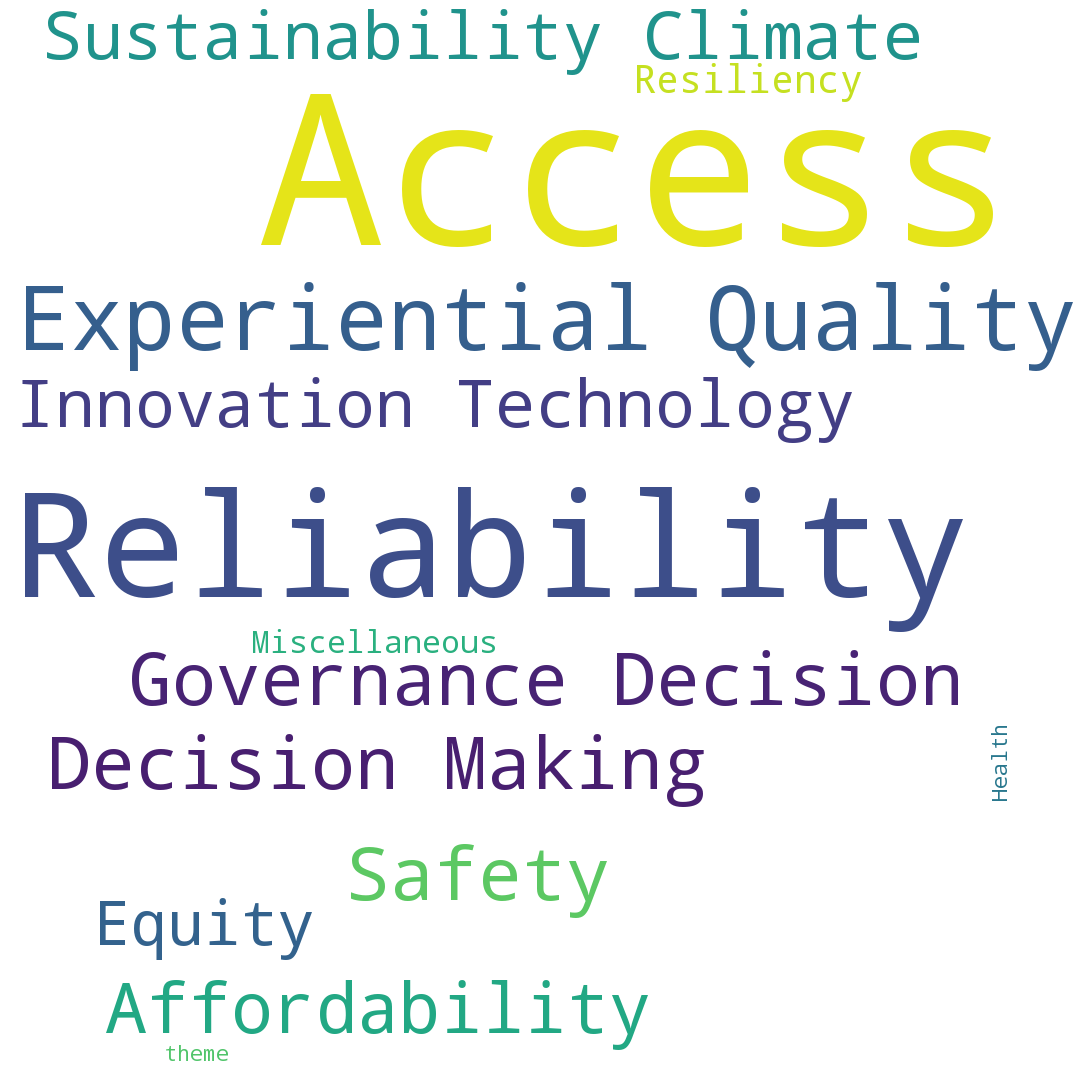 Sustainability Climate
Resiliency
Access
Experiential Quality
Innovation Technology
Reliability
Miscellaneous
Governance Decision
Decision Making
Health
Safety
Equity
Affordability
theme